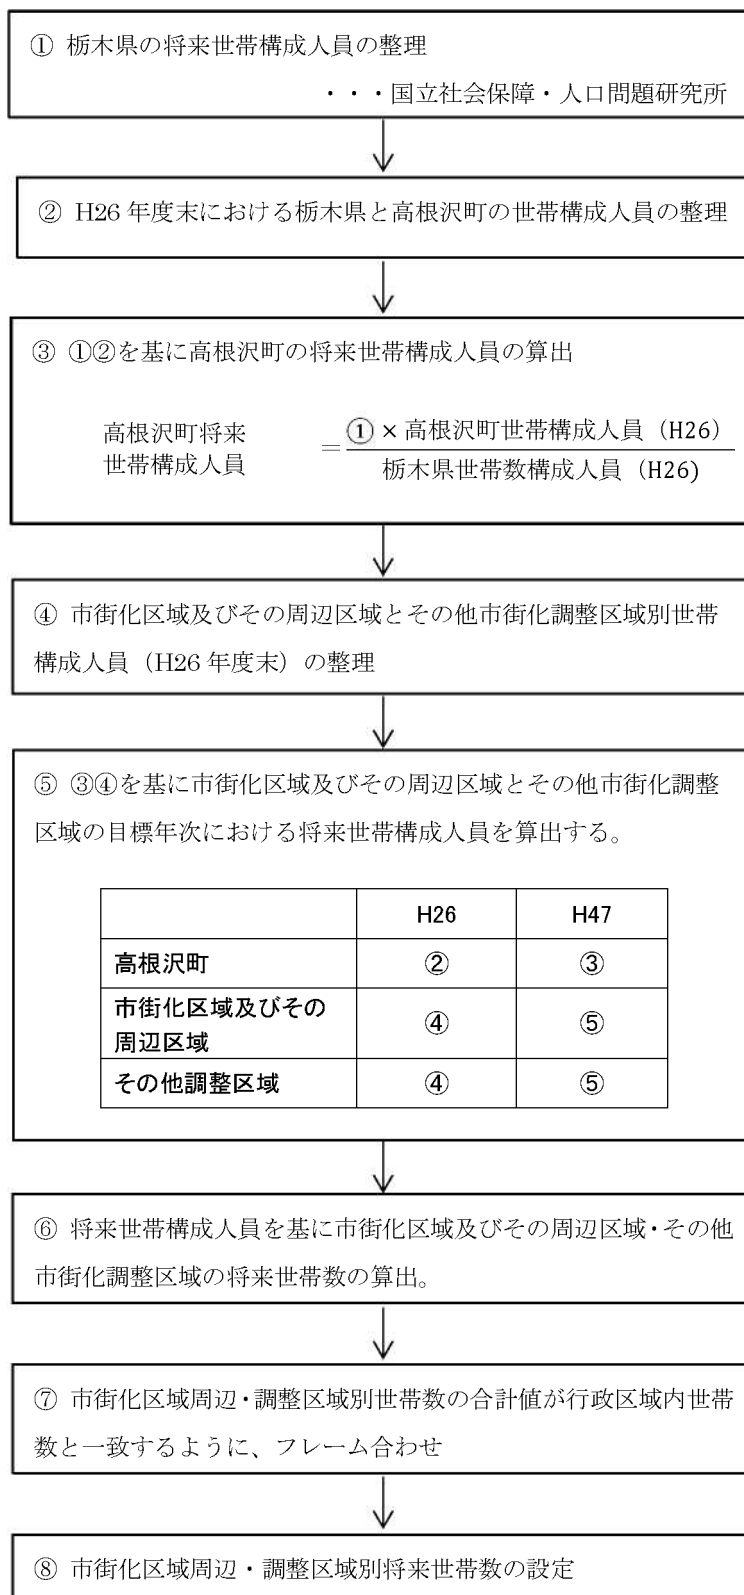 ① 栃木県の将来世帯構成人員の整理
・・・国立社会保障・人口問題研究所
② H26 年度末における栃木県と高根沢町の世帯構成人員の整理
③ ①②を基に高根沢町の将来世帯構成人員の算出
高根沢町将来
世帯構成人員
=
① × 高根沢町世帯構成人員（H26）
栃木県世帯数構成人員（H26)
④ 市街化区域及びその周辺区域とその他市街化調整区域別世帯
構成人員（H26 年度末）の整理
⑤ ③④を基に市街化区域及びその周辺区域とその他市街化調整
区域の目標年次における将来世帯構成人員を算出する。
H26 H47
高根沢町 ② ③
市街化区域及びその
周辺区域 ④ ⑤
その他調整区域 ④ ⑤
⑥ 将来世帯構成人員を基に市街化区域及びその周辺区域・その他
市街化調整区域の将来世帯数の算出。
⑦ 市街化区域周辺・調整区域別世帯数の合計値が行政区域内世帯
数と一致するように、フレーム合わせ
⑧ 市街化区域周辺・調整区域別将来世帯数の設定